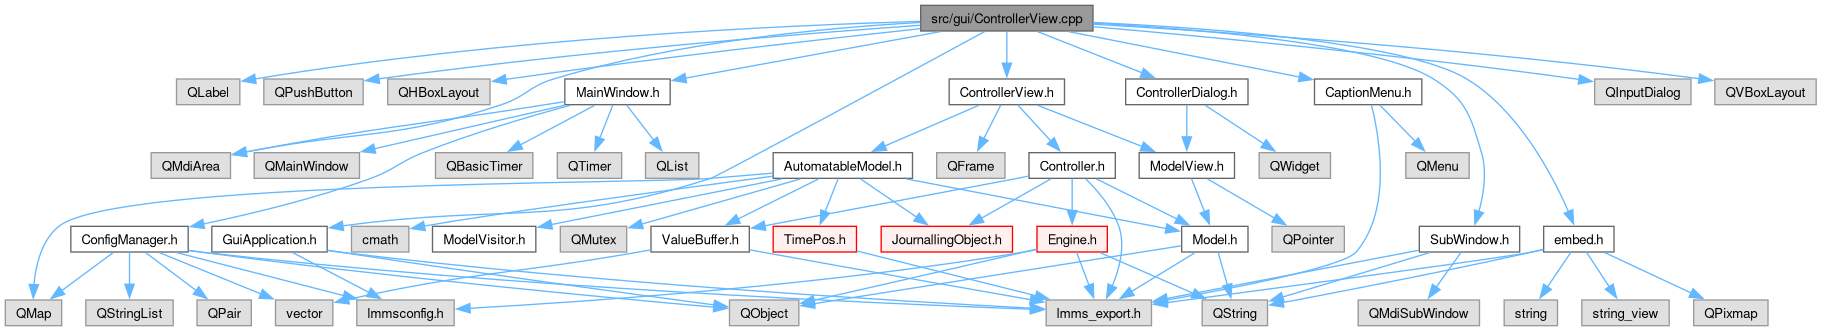 src/gui/ControllerView.cpp
QLabel
QPushButton
QHBoxLayout
MainWindow.h
ControllerView.h
ControllerDialog.h
CaptionMenu.h
QInputDialog
QVBoxLayout
QMdiArea
QMainWindow
QBasicTimer
QTimer
QList
AutomatableModel.h
QFrame
Controller.h
ModelView.h
QWidget
QMenu
ConfigManager.h
GuiApplication.h
cmath
ModelVisitor.h
QMutex
ValueBuffer.h
TimePos.h
JournallingObject.h
Engine.h
Model.h
QPointer
SubWindow.h
embed.h
QMap
QStringList
QPair
vector
lmmsconfig.h
QObject
lmms_export.h
QString
QMdiSubWindow
string
string_view
QPixmap